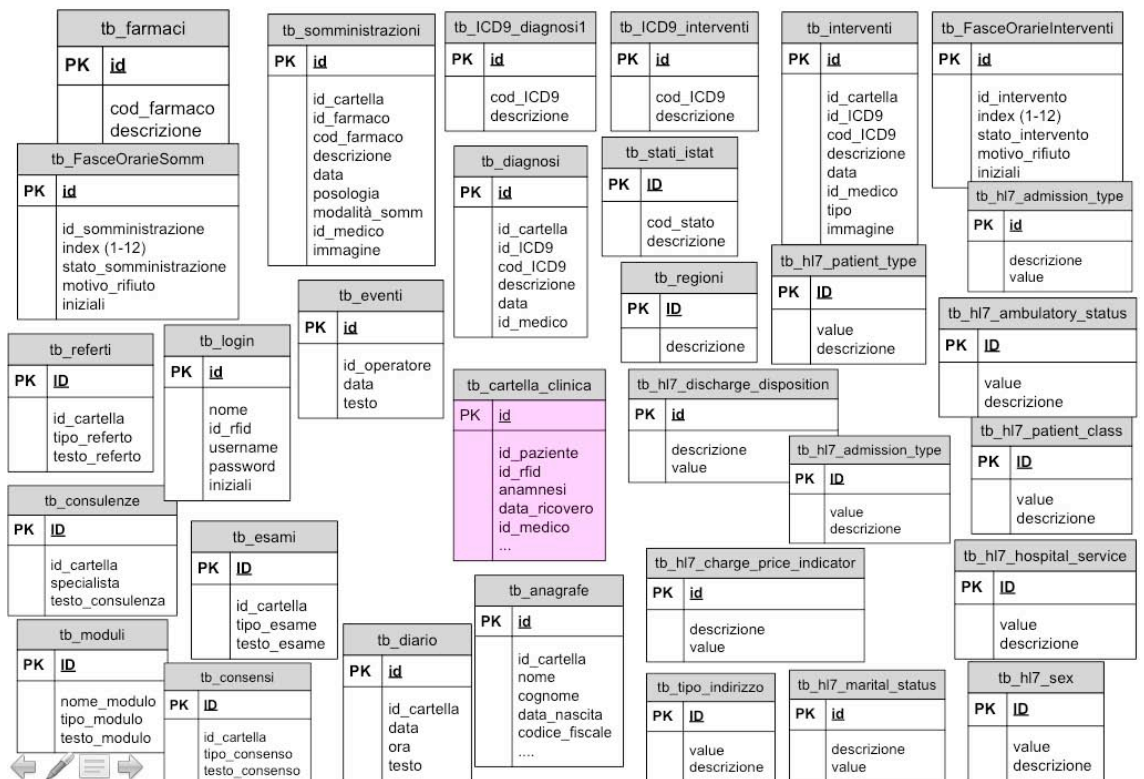 tb_farmaci
PK id
cod_farmaco
descrizione
tb_somministrazioni
PK id
id_cartella
id_farmaco
cod_farmaco
descrizione
data
posologia
modalità_somm
id_medico
immagine
tb_ICD9_diagnosi1
PK id
cod_ICD9
descrizione
tb_ICD9_interventi
PK id
cod_ICD9
descrizione
tb_interventi
PK id
id_cartella
id_ICD9
cod_ICD9
descrizione
data
id_medico
tipo
immagine
tb_FasceOrarieInterventi
PK id
id_intervento
index (1-12)
stato_intervento
motivo_rifiuto
iniziali
tb_FasceOrarieSomm
PK id
id_somministrazione
index (1-12)
stato_somministrazione
motivo_rifiuto
iniziali
tb_diagnosi
PK id
id_cartella
id_ICD9
cod_ICD9
descrizione
data
id_medico
tb_stati_istat
PK ID
cod_stato
descrizione
tb_hl7_admission_type
PK id
descrizione
value
tb_regioni
PK ID
descrizione
tb_hl7_patient_type
PK ID
value
descrizione
tb_eventi
PK id
id_operatore
data
testo
tb_hl7_ambulatory_status
PK ID
value
descrizione
tb_referti
PK ID
id_cartella
tipo_referto
testo_referto
tb_login
PK id
nome
id_rfid
username
password
iniziali
tb_cartella_clinica
PK id
id_paziente
id_rfid
anamnesi
data_ricovero
id_medico
...
tb_hl7_discharge_disposition
PK id
descrizione
value
tb_hl7_admission_type
PK ID
value
descrizione
tb_hl7_patient_class
PK ID
value
descrizione
tb_consulenze
PK ID
id_cartella
specialista
testo_consulenza
tb_esami
PK ID
id_cartella
tipo_esame
testo_esame
tb_hl7_charge_price_indicator
PK id
descrizione
value
tb_hl7_hospital_service
PK ID
value
descrizione
tb_anagrafe
PK id
id_cartella
nome
cognome
data_nascita
codice_fiscale
....
tb_moduli
PK ID
nome_modulo
tipo_modulo
testo_modulo
tb_consensi
PK ID
id_cartella
tipo_consenso
testo_consenso
tb_diario
PK id
id_cartella
data
ora
testo
tb_tipo_indirizzo
PK ID
value
descrizione
tb_hl7_marital_status
PK id
descrizione
value
tb_hl7_sex
PK ID
value
descrizione